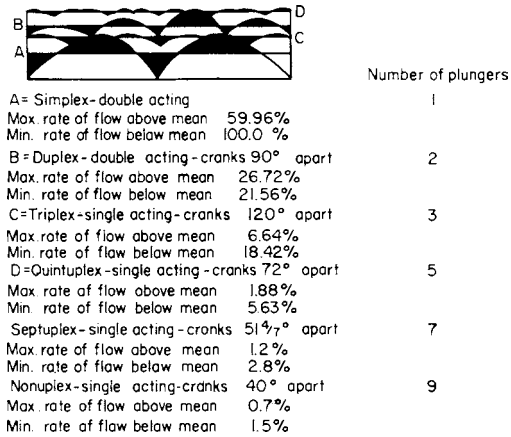 D
B
C
A
Number of plungers
A= Simplex-double acting 1
Max. rate of flow above mean 59.96%
Min. rate of flow below mean 100.0 %
B=Duplex-double acting-cranks 90° apart 2
Max. rate of flow above mean 26.72%
Min. rate of flow below mean 21.56%
C=Triplex-single acting-cranks 120° apart 3
Max. rate of flow above mean 6.64%
Min. rate of flow below mean 18.42%
D=Quintuplex-single acting-cranks 72° apart 5
Max. rate of flow above mean 1.88%
Min. rate of flow below mean 5.63%
Septuplex-single acting-cranks 51 4/7° apart 7
Max. rate of flow above mean 1.2%
Min. rate of flow below mean 2.8%
Nonuplex-single acting-cranks 40° apart 9
Max. rate of flow above mean 0.7%
Min. rate of flow below mean 1.5%